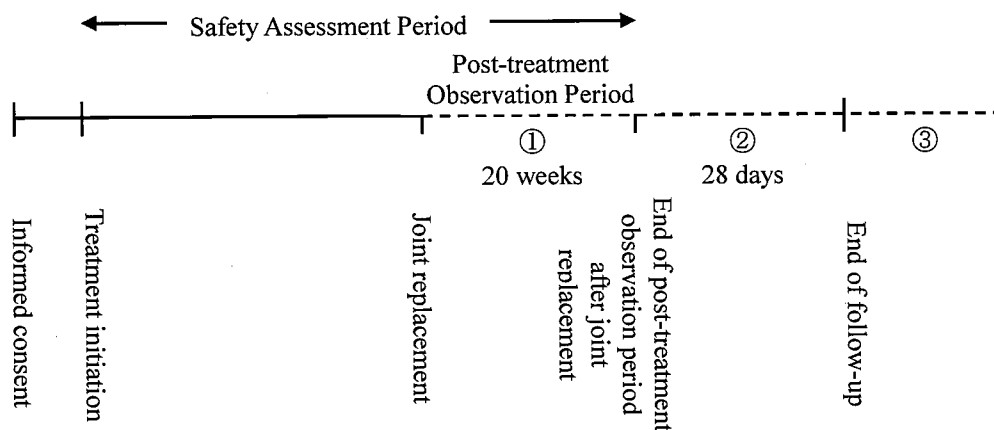 Safety Assessment Period
Post-treatment
Observation Period
①
②
③
20 weeks
28 days
Informed consent
Treatment initiation
Joint replacement
End of post-treatment
observation period
after joint
replacement
End of follow-up